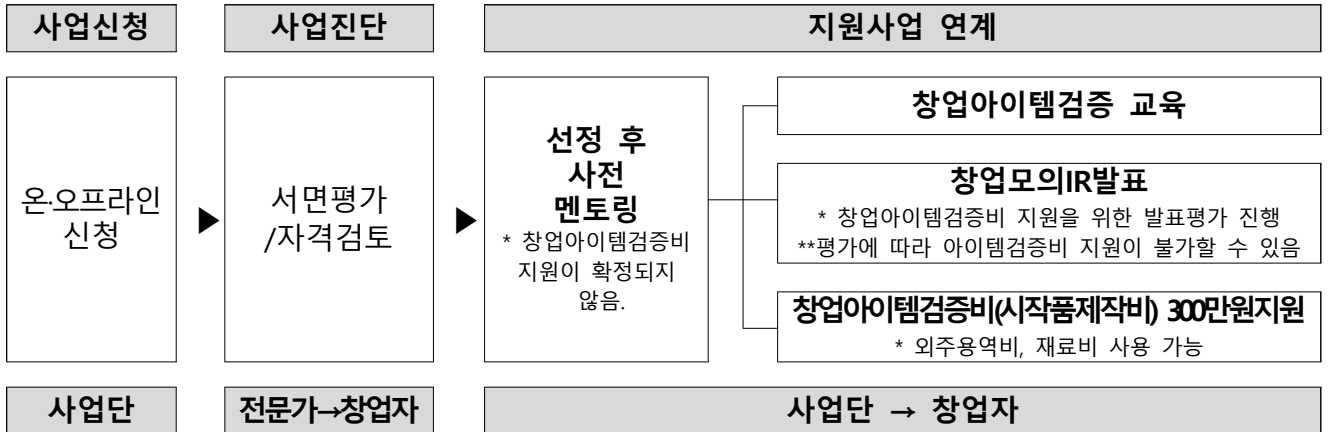 사업신청
사업진단
지원사업 연계
온·오프라인
신청
▶
서면평가
/자격검토
▶
선정 후
사전
멘토링
* 창업아이템검증비
지원이 확정되지
않음.
창업아이템검증 교육
창업모의IR발표
* 창업아이템검증비 지원을 위한 발표평가 진행
**평가에 따라 아이템검증비 지원이 불가할 수 있음
창업아이템검증비(시작품제작비) 300만원지원
* 외주용역비, 재료비 사용 가능
사업단
전문가→창업자
사업단 → 창업자